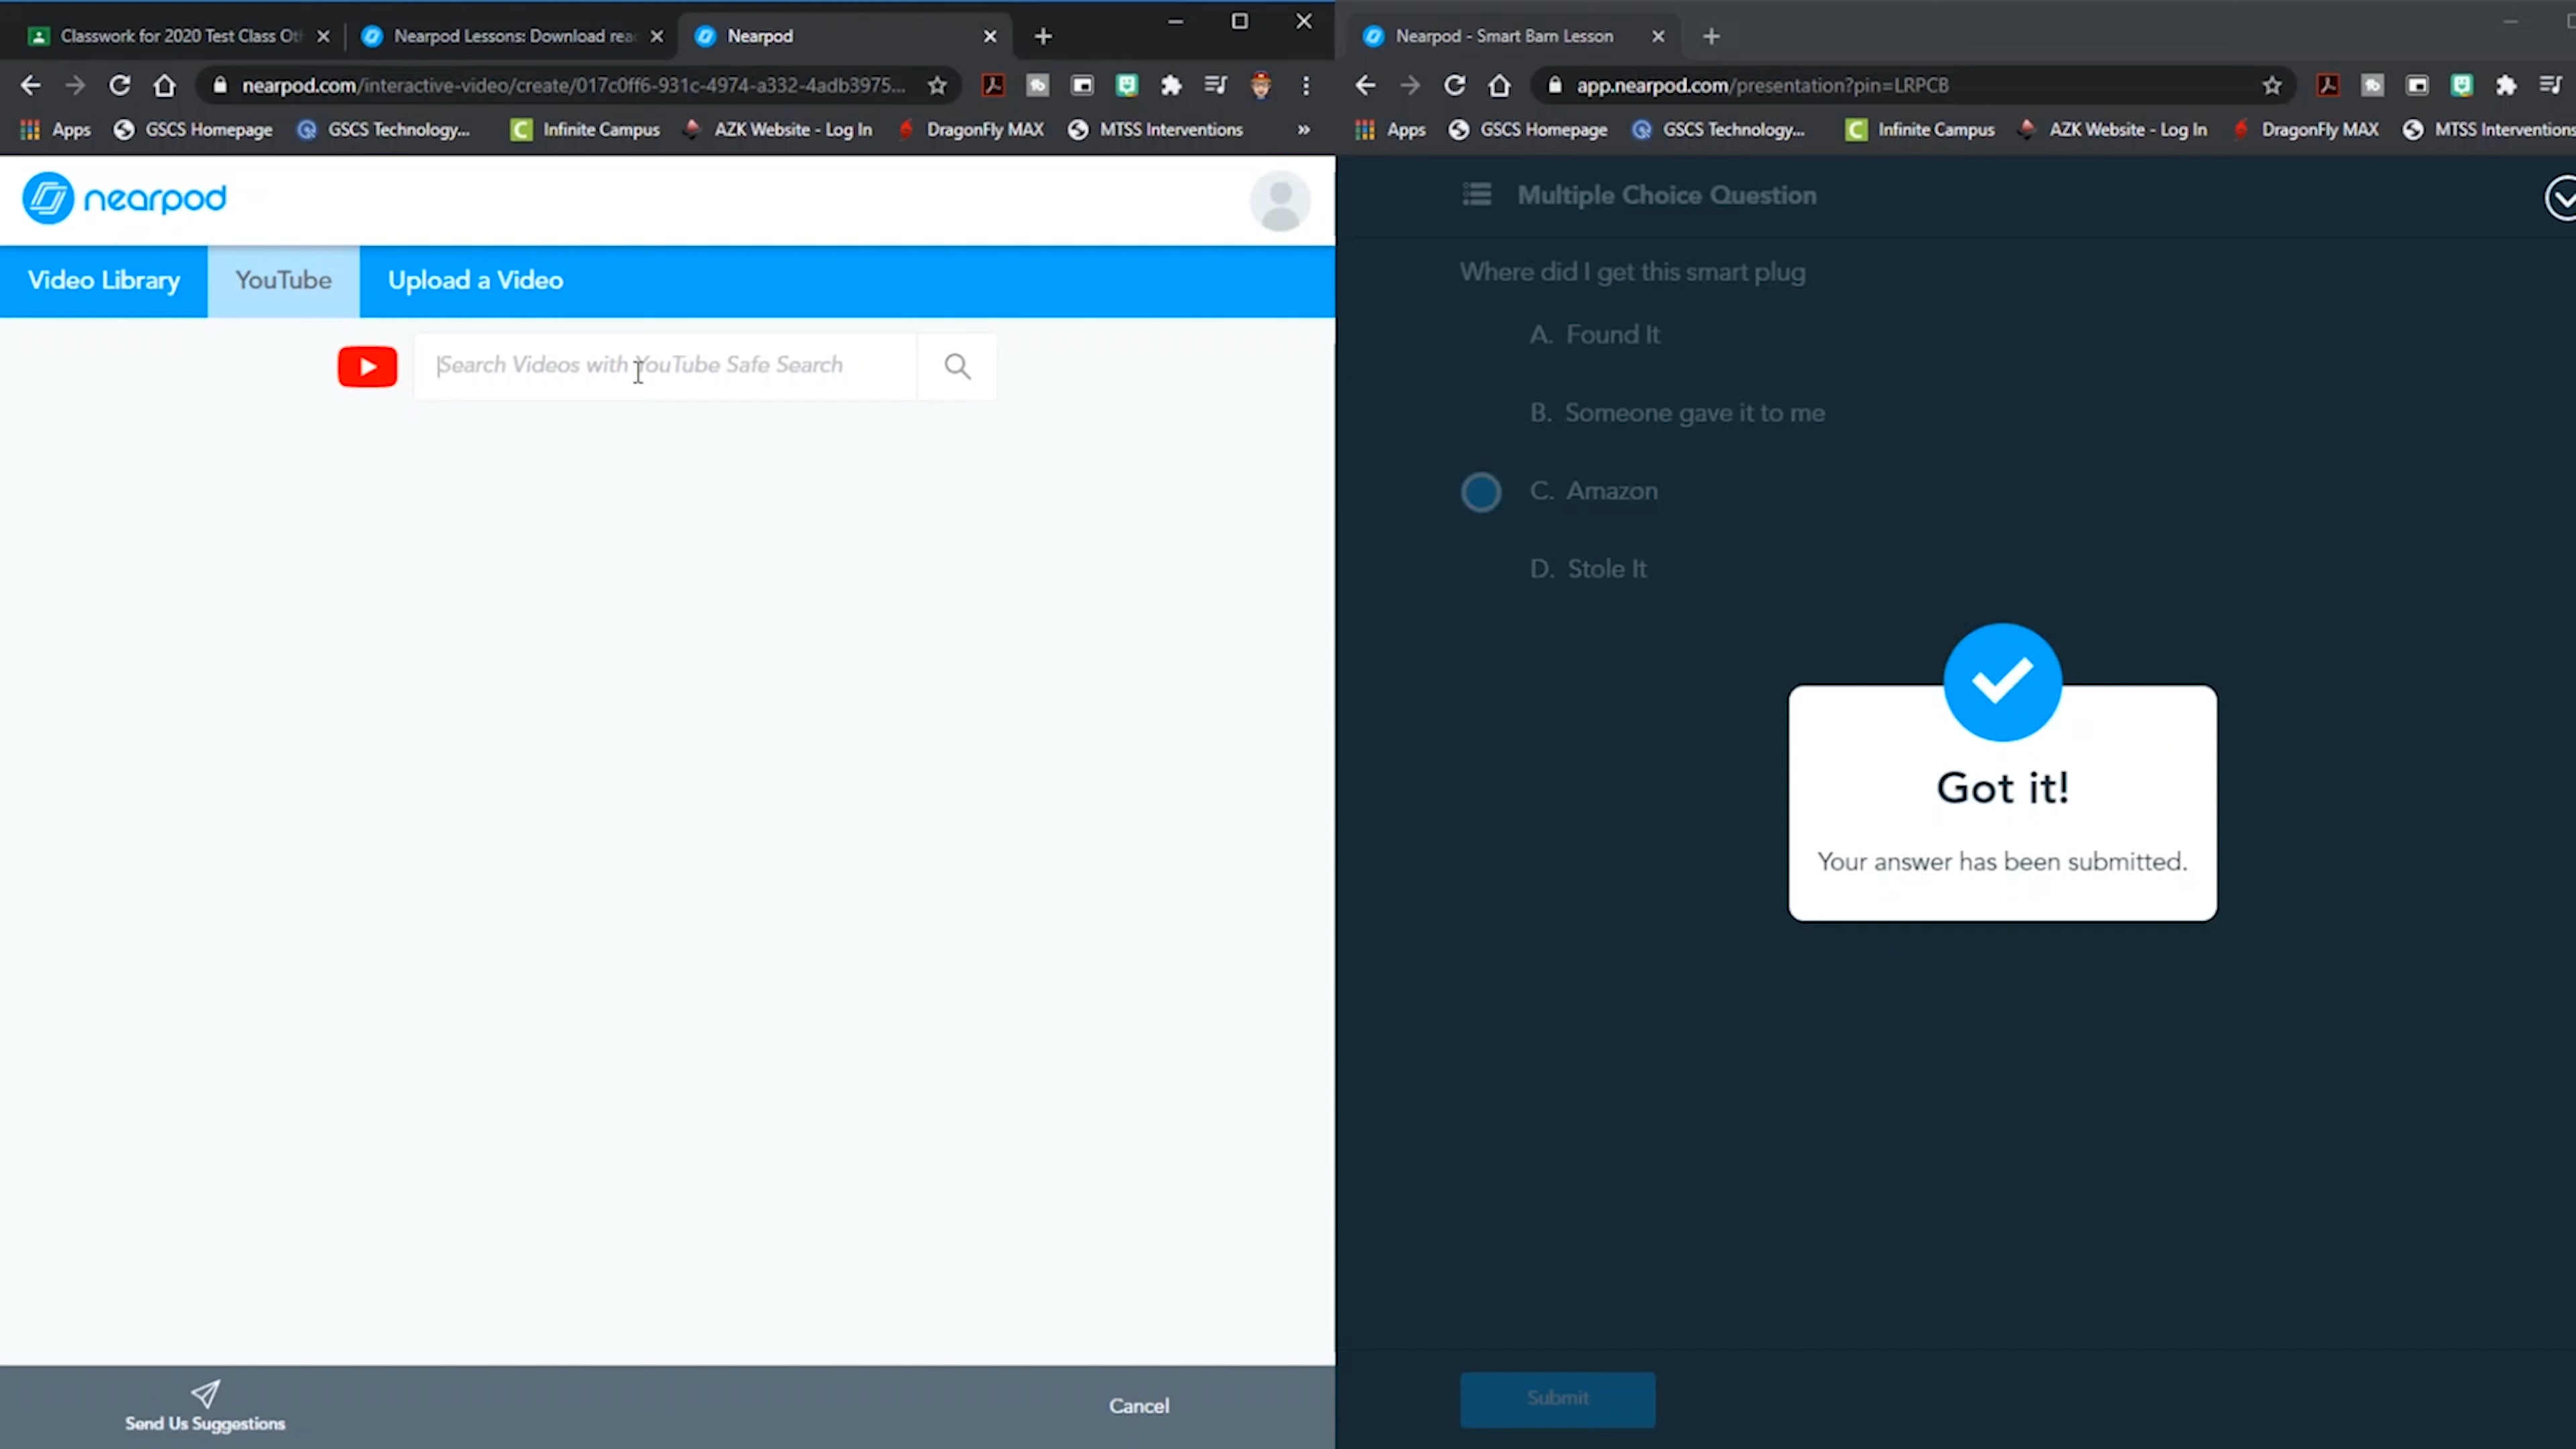 Classwork for 2020 Test Class Oth
Nearpod Lessons: Download rea
Nearpod
nearpod.com/interactive-video/create/017c0ff6-931c-4974-a332-4adb3975...
Apps
GSCS Homepage
GSCS Technology...
Infinite Campus
AZK Website - Log In
DragonFly MAX
MTSS Interventions
»
nearpod
Video Library
YouTube
Upload a Video
Search Videos with YouTube Safe Search
Send Us Suggestions
Cancel
Nearpod - Smart Barn Lesson
app.nearpod.com/presentation?pin=LRPCB
Apps
GSCS Homepage
GSCS Technology...
Infinite Campus
AZK Website - Log In
DragonFly MAX
MTSS Interventions
Multiple Choice Question
Where did I get this smart plug
A. Found It
B. Someone gave it to me
C. Amazon
D. Stole It
Got it!
Your answer has been submitted.
Submit